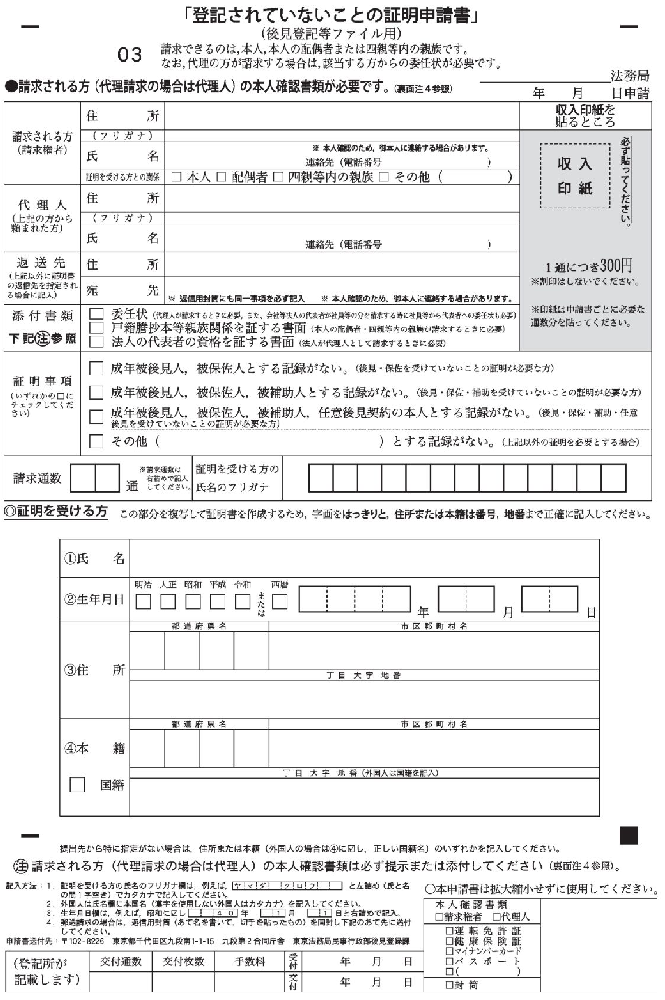 「登記されていないことの証明申請書」
（後見登記等ファイル用）
03
請求できるのは，本人，本人の配偶者または四親等内の親族です。
なお，代理の方が請求する場合は，該当する方からの委任状が必要です。
法務局
●請求される方（代理請求の場合は代理人）の本人確認書類が必要です。（裏面注４参照）
年　月　日申請
請求される方
（請求権者）
住　所
（フリガナ）
氏　名
※ 本人確認のため，御本人に連絡する場合があります。
連絡先（電話番号　　　）
証明を受ける方との関係
□ 本人 □ 配偶者 □ 四親等内の親族 □ その他（　　　）
収入印紙を
貼るところ
収入
印紙
必ず貼ってください。
１通につき300円
※割印はしないでください。
※印紙は申請書ごとに必要な
通数分を貼ってください。
代理人
（上記の方から
頼まれた方）
住　所
（フリガナ）
氏　名
連絡先（電話番号　　　）
返送先
（上記以外に証明書
の返信先を指定され
る場合に記入）
住　所
宛　先
※ 返信用封筒にも同一事項を必ず記入　※ 本人確認のため，御本人に連絡する場合があります。
添付書類
下記㊟参照
□ 委任状（代理人が請求するときに必要。また、会社等法人の代表者が社員等の分を請求する時に社員等から代表者への委任状も必要）
□ 戸籍謄抄本等親族関係を証する書面（本人の配偶者・四親等内の親族が請求するときに必要）
□ 法人の代表者の資格を証する書面（法人が代理人として請求するときに必要）
証明事項
（いずれかの□に
チェックしてくだ
さい）
□ 成年被後見人，被保佐人とする記録がない。（後見・保佐を受けていないことの証明が必要な方）
□ 成年被後見人，被保佐人，被補助人とする記録がない。（後見・保佐・補助を受けていないことの証明が必要な方）
□ 成年被後見人，被保佐人，被補助人，任意後見契約の本人とする記録がない。（後見・保佐・補助・任意
後見を受けていないことの証明が必要な方）
□ その他（　　　）とする記録がない。（上記以外の証明を必要とする場合）
請求通数
通
※請求通数は
右詰めで記入
してください。
証明を受ける方の
氏名のフリガナ
◎証明を受ける方　この部分を複写して証明書を作成するため，字画をはっきりと，住所または本籍は番号，地番まで正確に記入してください。
①氏　名
②生年月日
明治　大正　昭和　平成　令和　または　西暦
年　月　日
③住　所
都道府県名　市区郡町村名
丁目　大字　地番
④本　籍
□　国籍
都道府県名　市区郡町村名
丁目　大字　地番（外国人は国籍を記入）
提出先から特に指定がない場合は，住所または本籍（外国人の場合は④に☑し，正しい国籍名）のいずれかを記入してください。
㊟請求される方（代理請求の場合は代理人）の本人確認書類は必ず提示または添付してください（裏面注４参照）。
記入方法：1．証明を受ける方の氏名のフリガナ欄は，例えば，ヤマダ　タロウ　と左詰め（氏と名
の間１字空き）でカタカナで記入してください。
2．外国人は氏名欄に本国名（漢字を使用しない外国人はカタカナ）を記入してください。
3．生年月日欄は，例えば，昭和に☑し 40 年 1 月 1 日と右詰めで記入。
4．郵送請求の場合は，返信用封筒（あて名を書いて，切手を貼ったもの）を同封し下記のあて先に送付
してください。
申請書送付先：〒102-8226　東京都千代田区九段南1-1-15　九段第２合同庁舎　東京法務局民事行政部後見登録課
○本申請書は拡大縮小せずに使用してください。
（登記所が
記載します）
交付通数　交付枚数　手数料
受付　年　月　日
交付　年　月　日
本人確認書類
□請求権者　□代理人
□運転免許証
□健康保険証
□マイナンバーカード
□パスポート
□（　　　）
□封筒